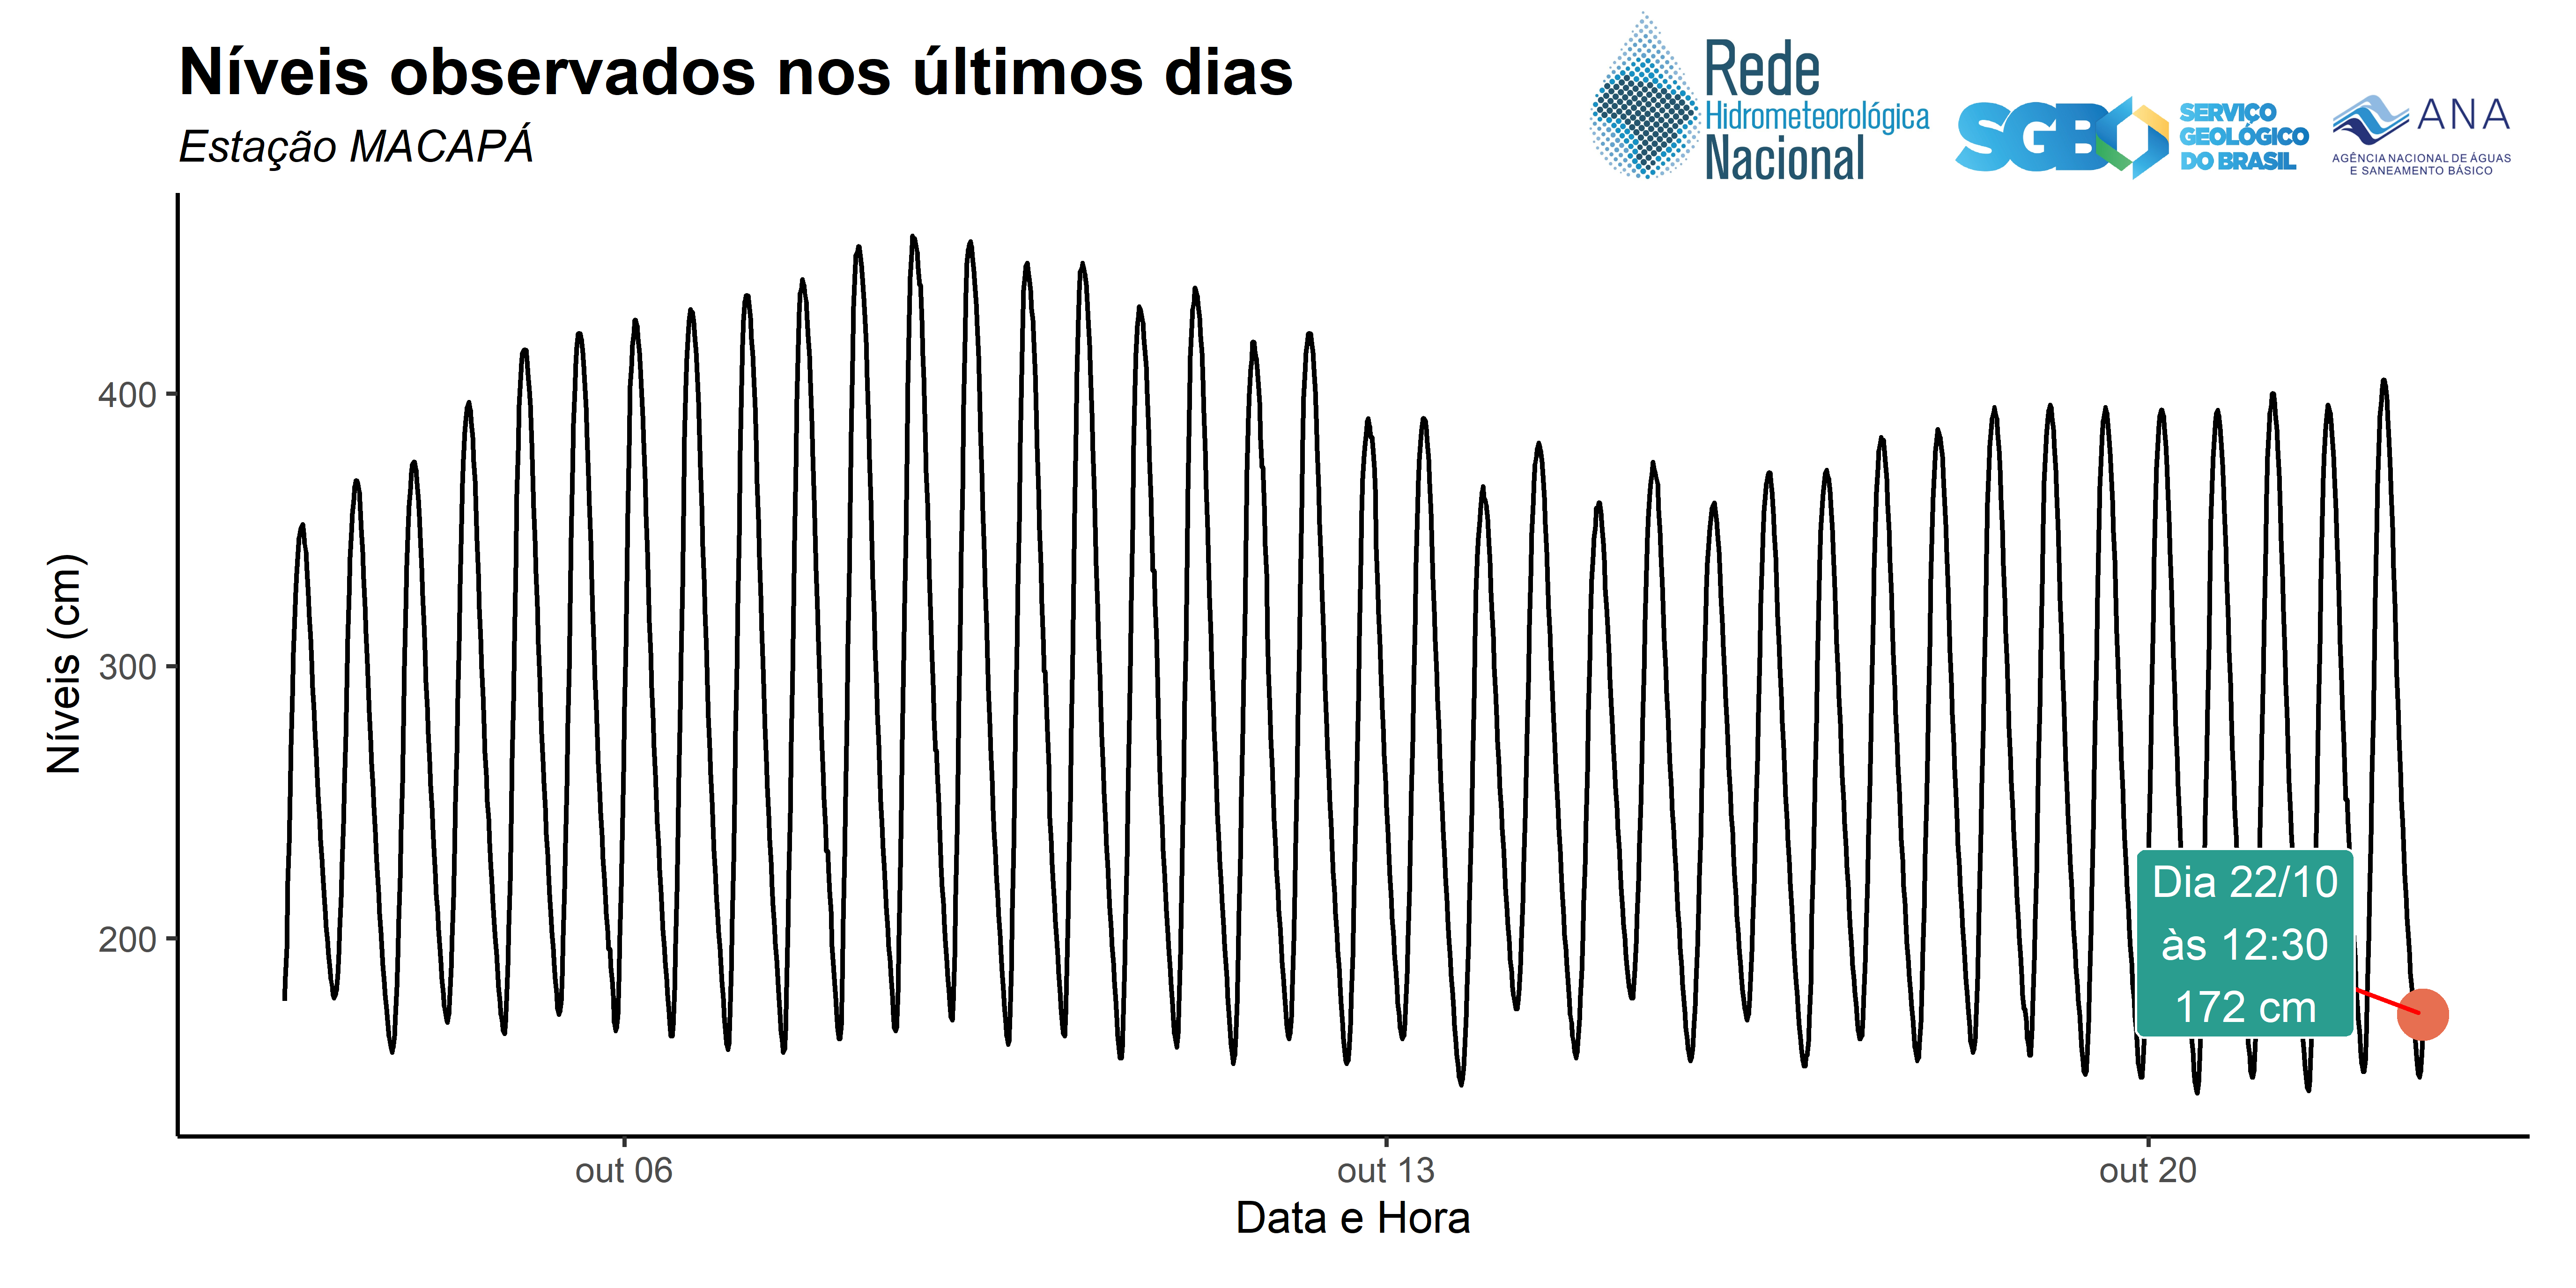 Níveis observados nos últimos dias
Estação MACAPÁ
Rede
Hidrometeorológica
Nacional
SGB
SERVIÇO
GEOLÓGICO
DO BRASIL
ANA
AGÊNCIA NACIONAL DE ÁGUAS
E SANEAMENTO BÁSICO
Níveis (cm)
400
300
200
Dia 22/10
às 12:30
172 cm
out 06
out 13
out 20
Data e Hora